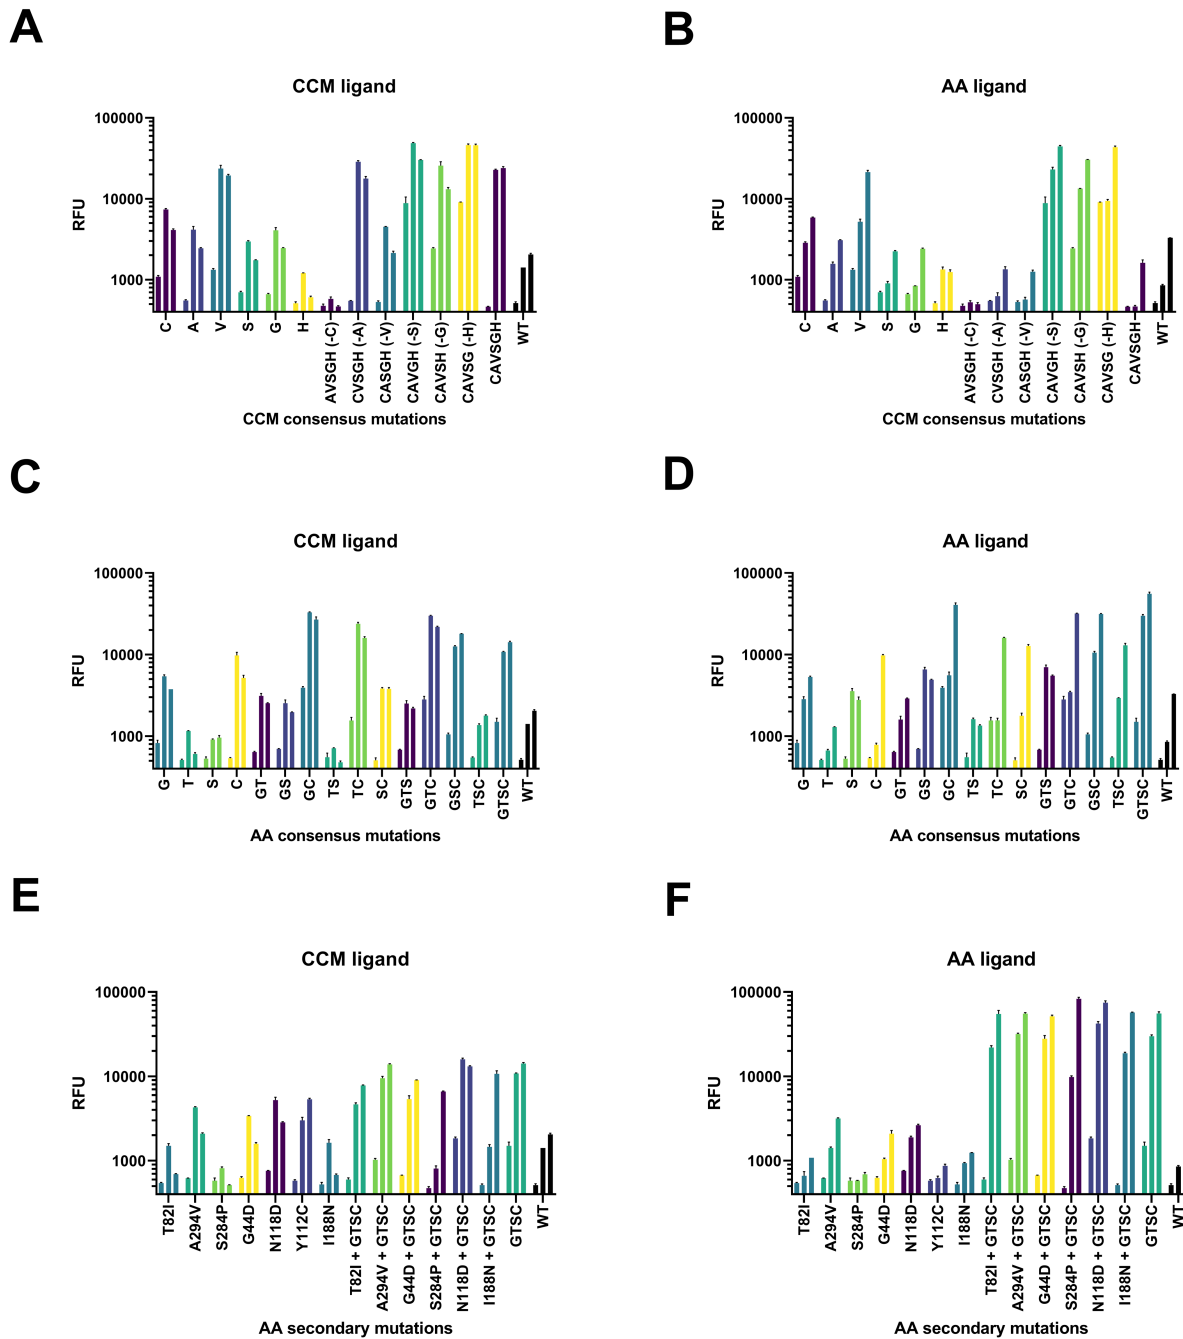 A
B
CCM ligand
AA ligand
100000
10000
1000
RFU
C
A
V
S
G
H
AVSGH (-C)
CVSGH (-A)
CASGH (-V)
CAVGH (-S)
CAVSH (-G)
CAVSG (-H)
CAVSGH
WT
CCM consensus mutations
100000
10000
1000
RFU
C
A
V
S
G
H
AVSGH (-C)
CVSGH (-A)
CASGH (-V)
CAVGH (-S)
CAVSH (-G)
CAVSG (-H)
CAVSGH
WT
CCM consensus mutations
C
D
CCM ligand
AA ligand
100000
10000
1000
RFU
G
T
S
C
GT
GS
GC
TS
TC
SC
GTS
GTC
GSC
TSC
GTSC
WT
AA consensus mutations
100000
10000
1000
RFU
G
T
S
C
GT
GS
GC
TS
TC
SC
GTS
GTC
GSC
TSC
GTSC
WT
AA consensus mutations
E
F
CCM ligand
AA ligand
100000
10000
1000
RFU
T82I
A294V
S284P
G44D
N118D
Y112C
I188N
T82I + GTSC
A294V + GTSC
G44D + GTSC
S284P + GTSC
N118D + GTSC
I188N + GTSC
GTSC
WT
AA secondary mutations
100000
10000
1000
RFU
T82I
A294V
S284P
G44D
N118D
Y112C
I188N
T82I + GTSC
A294V + GTSC
G44D + GTSC
S284P + GTSC
N118D + GTSC
I188N + GTSC
GTSC
WT
AA secondary mutations